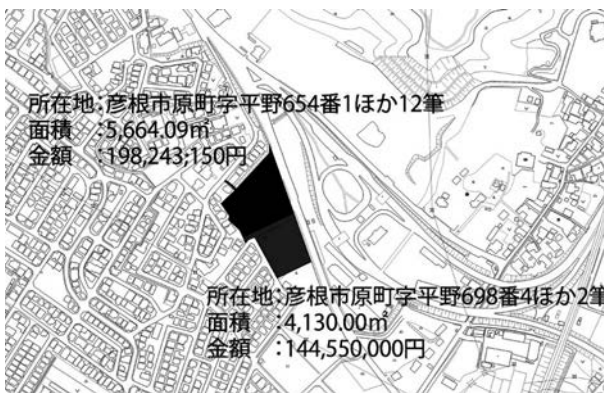 所在地:彦根市原町字平野654番1ほか12筆
面積 :5,664.09㎡
金額 :198,243,150円
所在地:彦根市原町字平野698番4ほか2筆
面積 :4,130.00㎡
金額 :144,550,000円